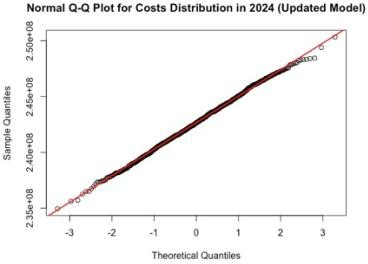 Normal Q-Q Plot for Costs Distribution in 2024 (Updated Model)
2.50e+08
2.45e+08
2.40e+08
2.35e+08
Sample Quantiles
-3 -2 -1 0 1 2 3
Theoretical Quantiles